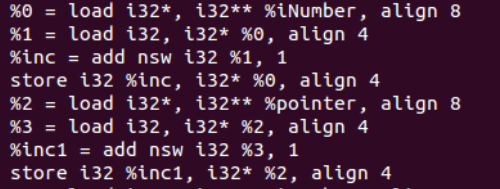 %0 = load i32*, i32** %iNumber, align 8
%1 = load i32, i32* %0, align 4
%inc = add nsw i32 %1, 1
store i32 %inc, i32* %0, align 4
%2 = load i32*, i32** %pointer, align 8
%3 = load i32, i32* %2, align 4
%inc1 = add nsw i32 %3, 1
store i32 %inc1, i32* %2, align 4